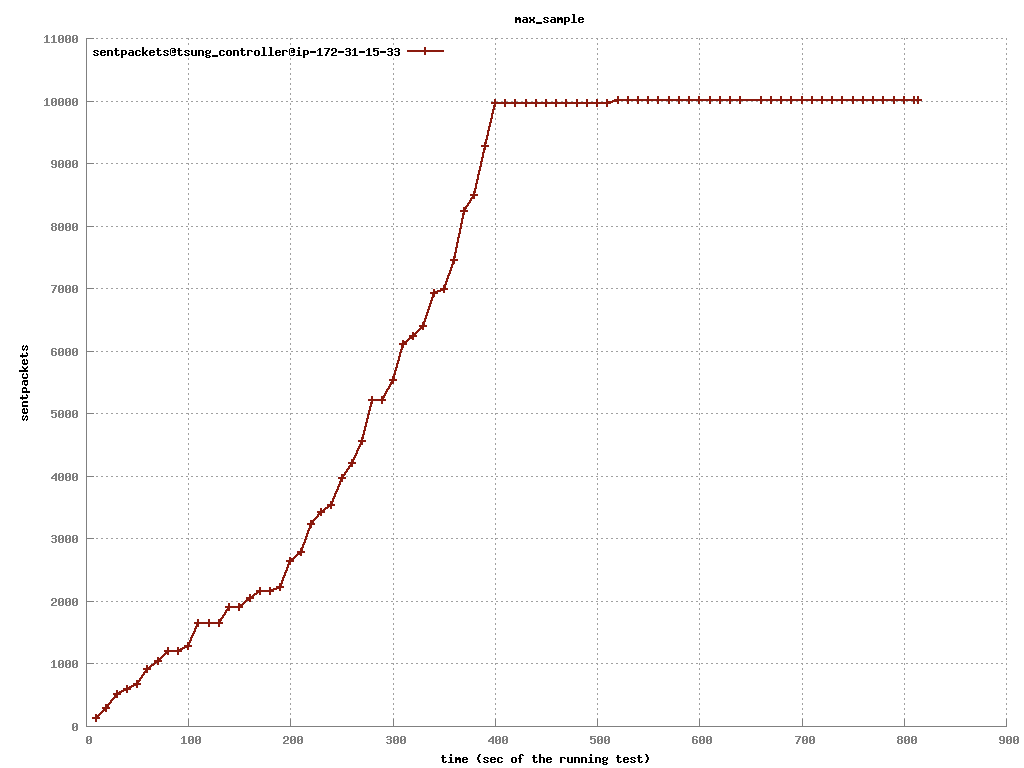 max_sample
sentpackets@tsung_controller@ip-172-31-15-33
11000
10000
9000
8000
7000
6000
5000
4000
3000
2000
1000
0
sentpackets
0 100 200 300 400 500 600 700 800 900
time (sec of the running test)